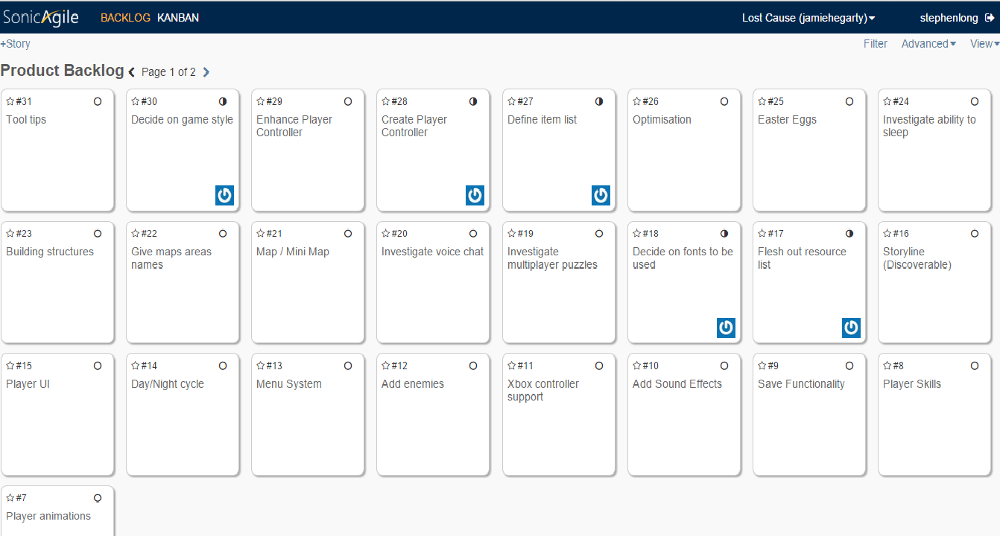 SonicAgile BACKLOG KANBAN Lost Cause (jamiehegarty) stephenlong
+Story Filter Advanced View
Product Backlog Page 1 of 2
#31
Tool tips
#30
Decide on game style
#29
Enhance Player
Controller
#28
Create Player
Controller
#27
Define item list
#26
Optimisation
#25
Easter Eggs
#24
Investigate ability to
sleep
#23
Building structures
#22
Give maps areas
names
#21
Map / Mini Map
#20
Investigate voice chat
#19
Investigate
multiplayer puzzles
#18
Decide on fonts to be
used
#17
Flesh out resource
list
#16
Storyline
(Discoverable)
#15
Player UI
#14
Day/Night cycle
#13
Menu System
#12
Add enemies
#11
Xbox controller
support
#10
Add Sound Effects
#9
Save Functionality
#8
Player Skills
#7
Player animations